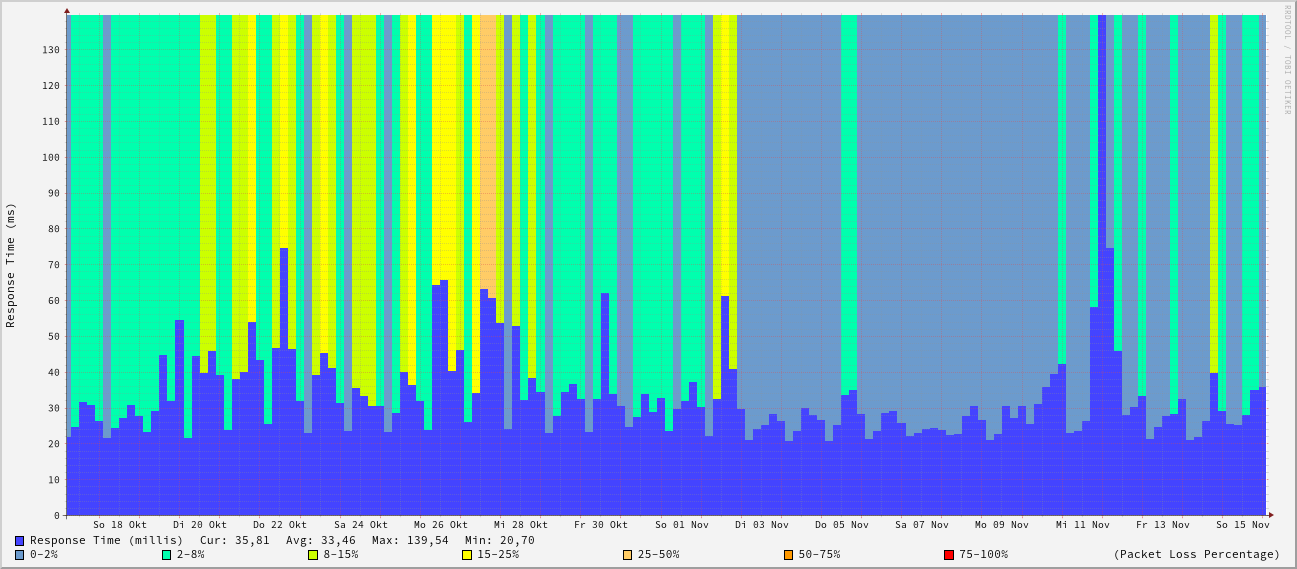 RRDTOOL / TOBI OETIKER
Response Time (ms)
130
120
110
100
90
80
70
60
50
40
30
20
10
0
So 18 Okt Di 20 Okt Do 22 Okt Sa 24 Okt Mo 26 Okt Mi 28 Okt Fr 30 Okt So 01 Nov Di 03 Nov Do 05 Nov Sa 07 Nov Mo 09 Nov Mi 11 Nov Fr 13 Nov So 15 Nov
Response Time (millis) Cur: 35,81 Avg: 33,46 Max: 139,54 Min: 20,70
0-2% 2-8% 8-15% 15-25% 25-50% 50-75% 75-100% (Packet Loss Percentage)